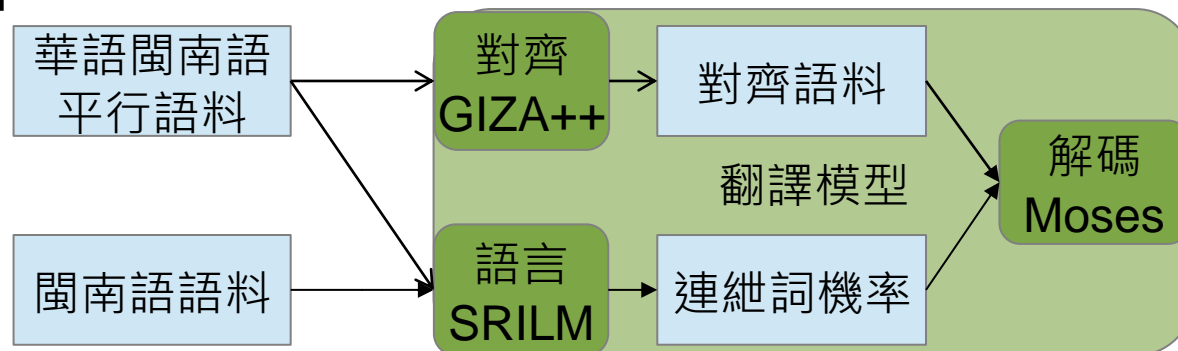 華語閩南語
平行語料
對齊
GIZA++
對齊語料
翻譯模型
解碼
Moses
閩南語語料
語言
SRILM
連紲詞機率